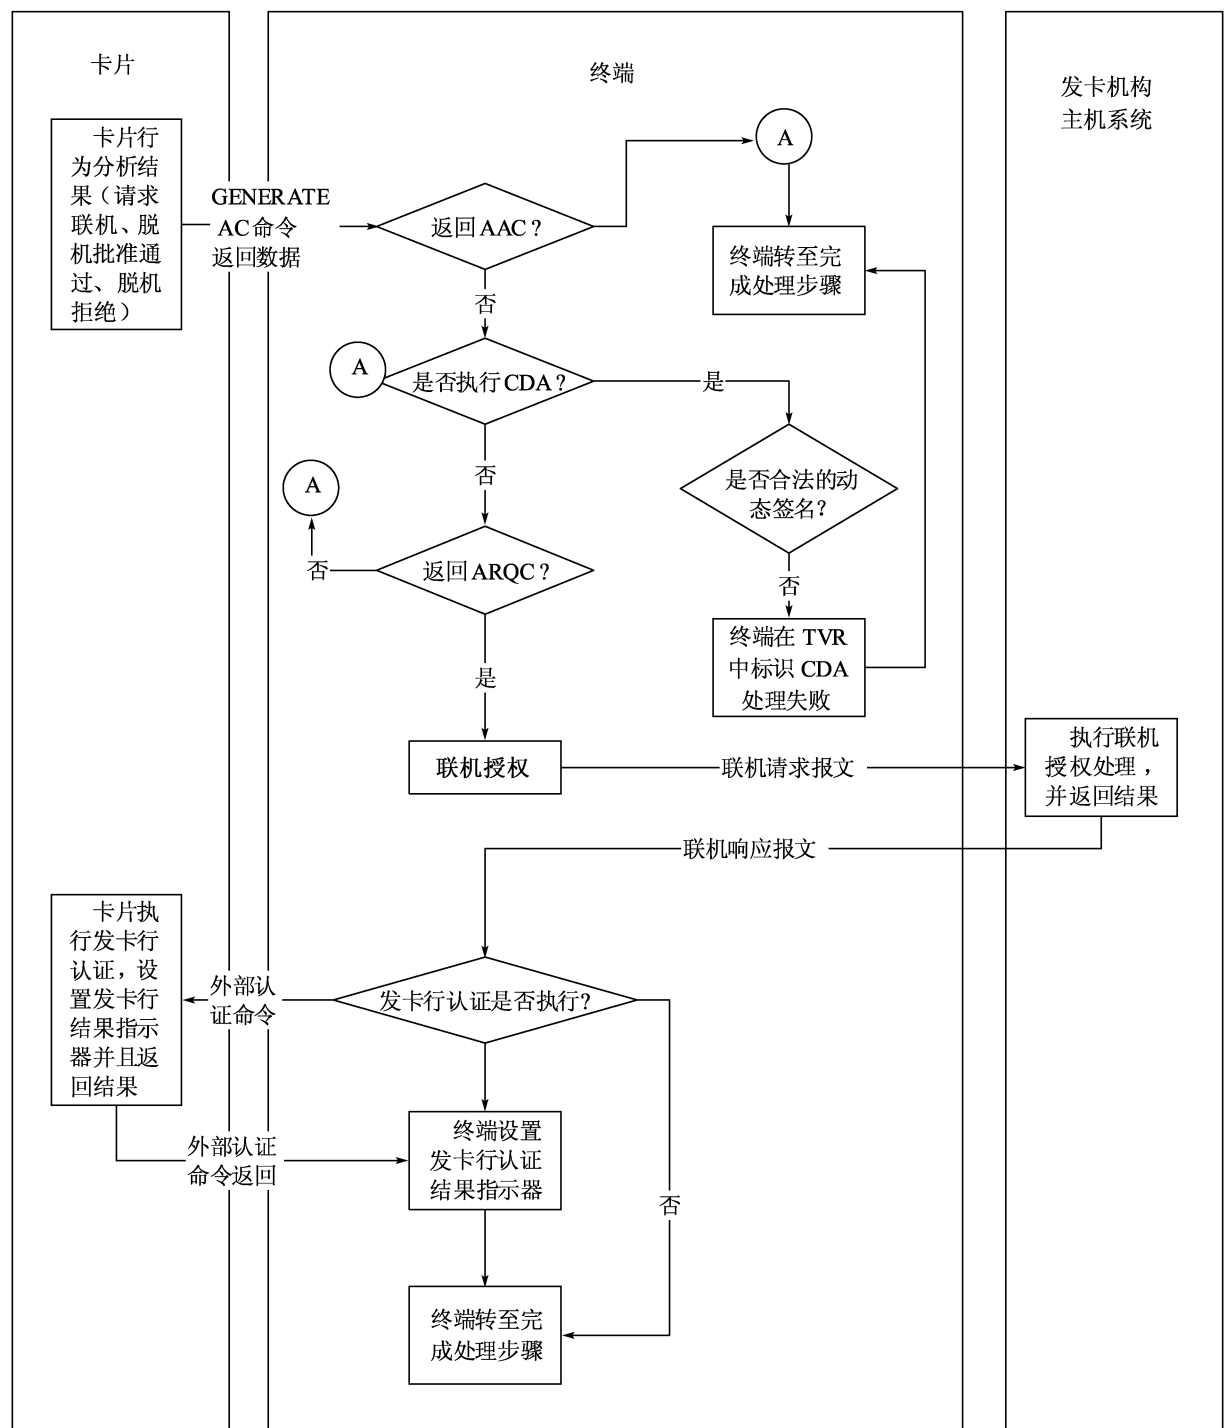 卡片
终端
发卡机构
主机系统
卡片行
为分析结
果（请求
联机、脱
机批准通
过、脱机
拒绝）
GENERATE
AC命令
返回数据
返回AAC？
A
终端转至完
成处理步骤
否
A
是否执行CDA？
是
否
是否合法的动
态签名？
A
否
返回ARQC？
否
终端在 TVR
中标识 CDA
处理失败
是
联机授权
联机请求报文
执行联机
授权处理，
并返回结果
联机响应报文
卡片执
行发卡行
认证，设
置发卡行
结果指示
器并且返
回结果
外部认
证命令
发卡行认证是否执行？
外部认证
命令返回
终端设置
发卡行认证
结果指示器
否
终端转至完
成处理步骤